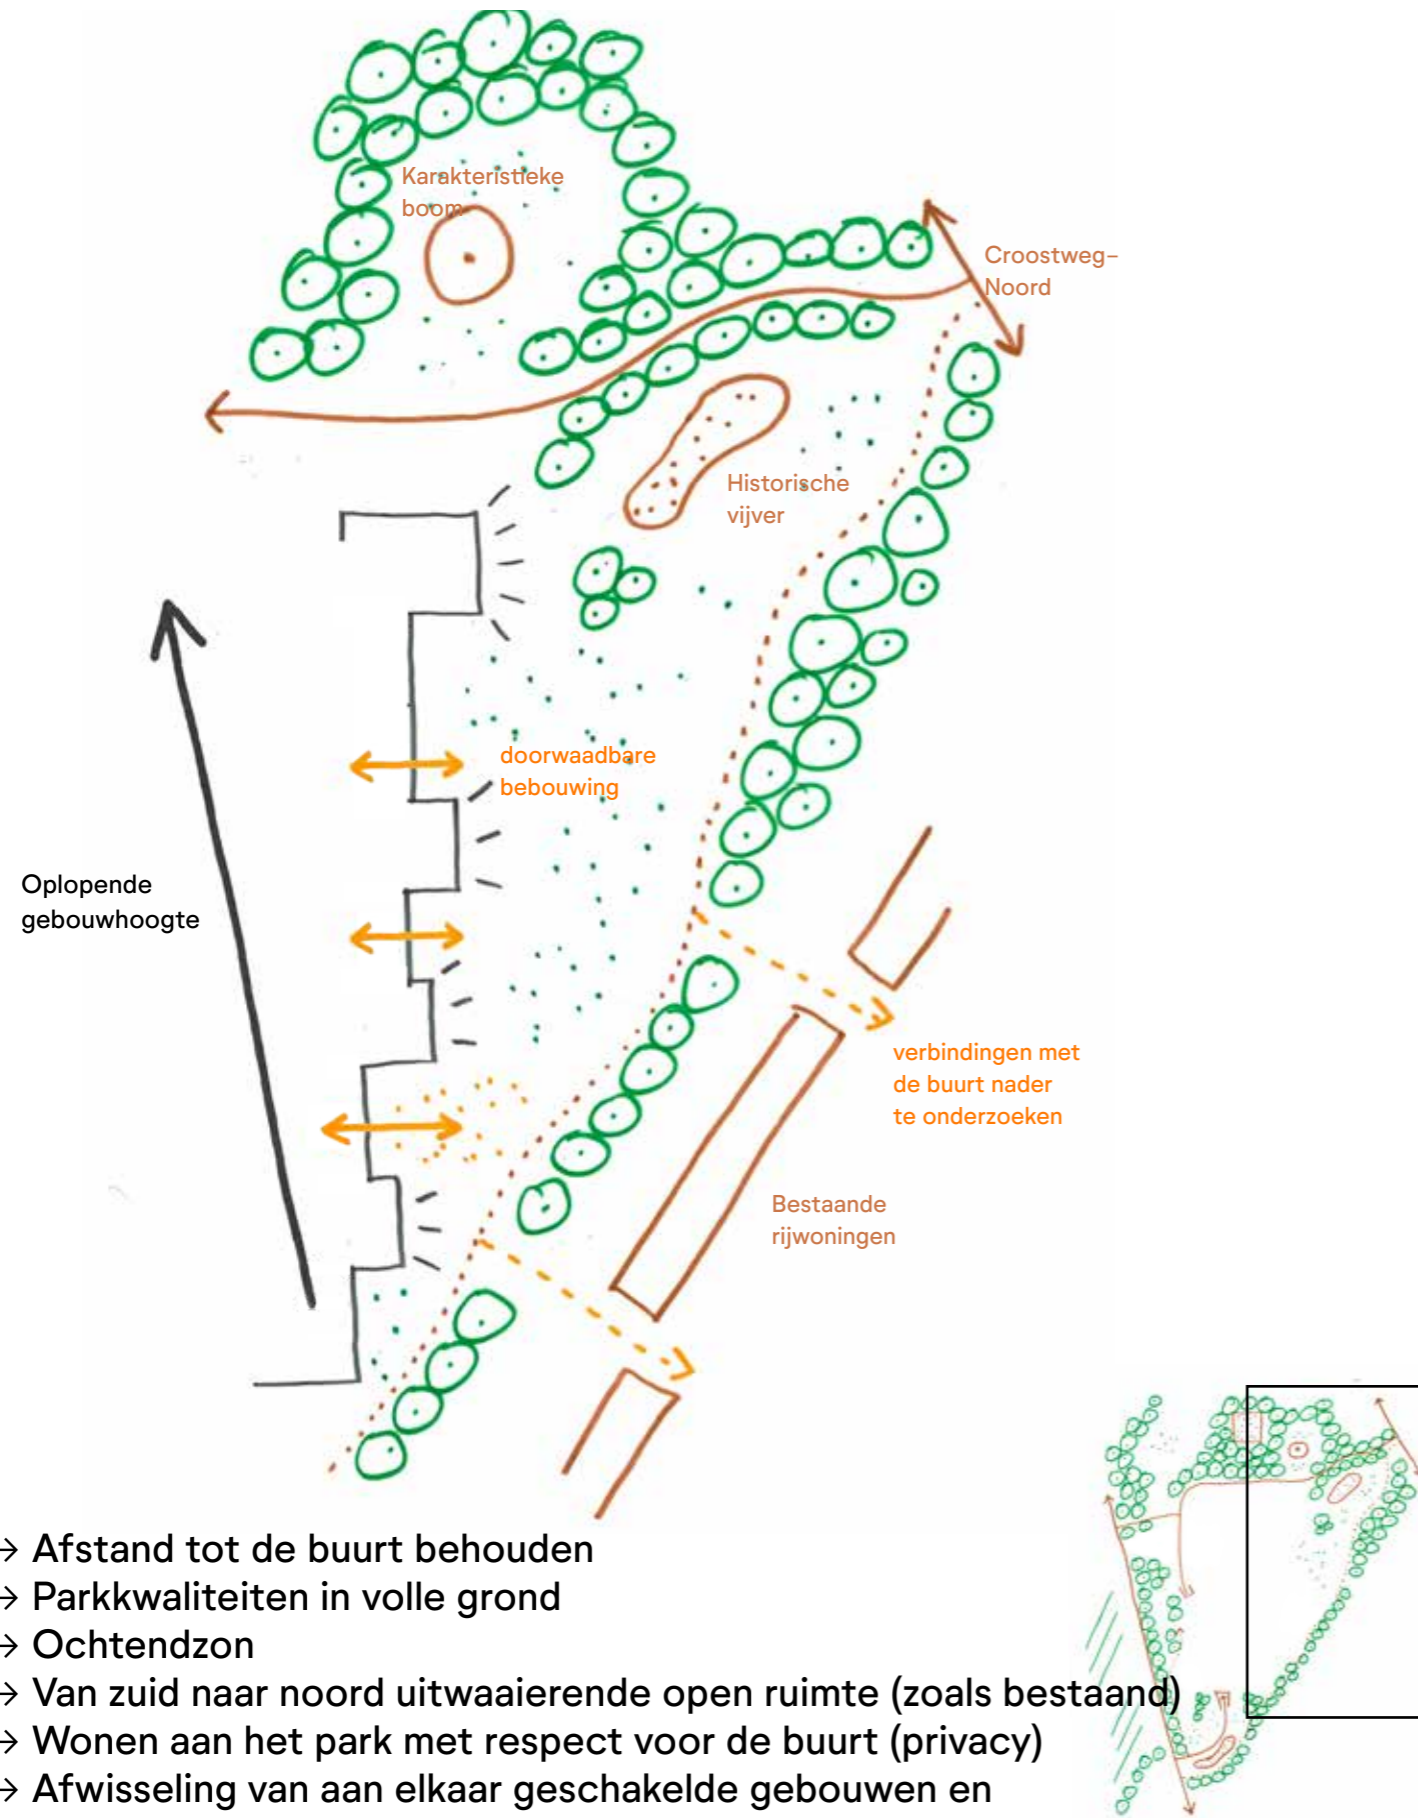 Karakteristieke
boom
Croostweg-
Noord
Historische
vijver
doorwaadbare
bebouwing
Oplopende
gebouwhoogte
verbindingen met
de buurt nader
te onderzoeken
Bestaande
rijwoningen
→ Afstand tot de buurt behouden
→ Parkkwaliteiten in volle grond
→ Ochtendzon
→ Van zuid naar noord uitwaaierende open ruimte (zoals bestaand)
→ Wonen aan het park met respect voor de buurt (privacy)
→ Afwisseling van aan elkaar geschakelde gebouwen en